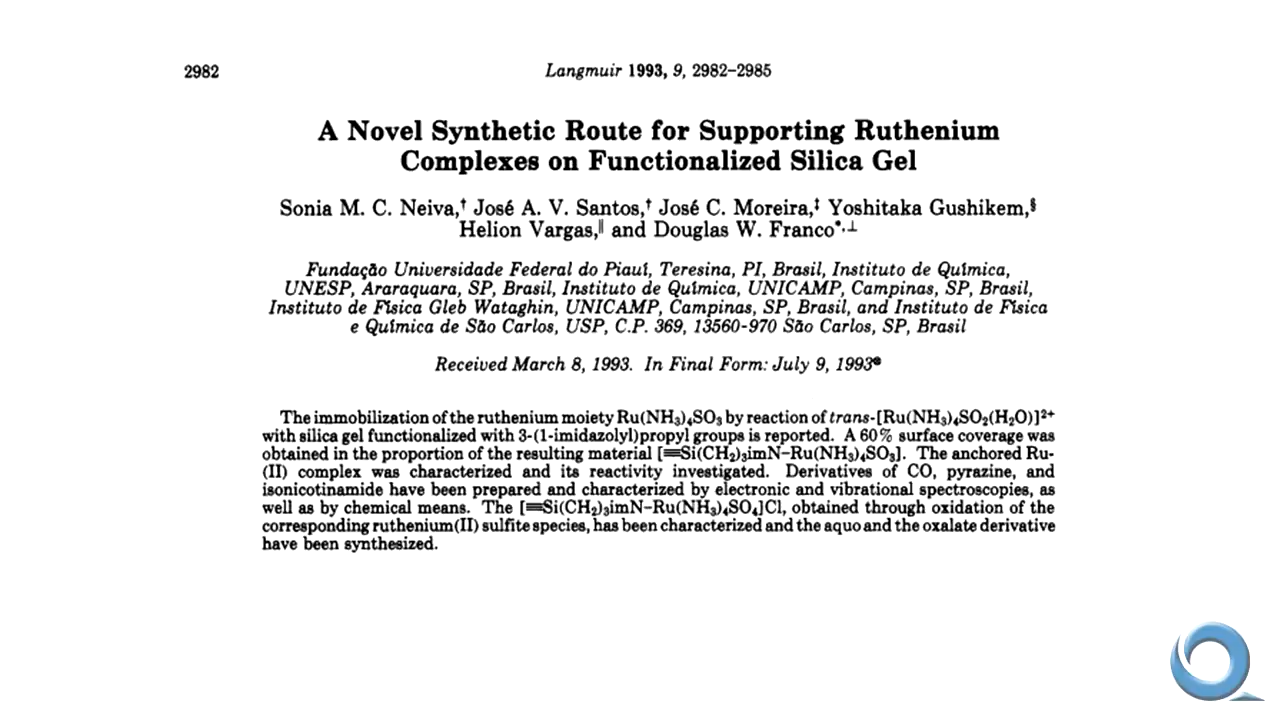 2982
Langmuir 1993, 9, 2982–2985
A Novel Synthetic Route for Supporting Ruthenium
Complexes on Functionalized Silica Gel
Sonia M. C. Neiva,† José A. V. Santos,† José C. Moreira,‡ Yoshitaka Gushikem,§
Helion Vargas,‖ and Douglas W. Franco*,⊥
Fundação Universidade Federal do Piauí, Teresina, PI, Brasil, Instituto de Química,
UNESP, Araraquara, SP, Brasil, Instituto de Química, UNICAMP, Campinas, SP, Brasil,
Instituto de Física Gleb Wataghin, UNICAMP, Campinas, SP, Brasil, and Instituto de Física
e Química de São Carlos, USP, C.P. 369, 13560-970 São Carlos, SP, Brasil
Received March 8, 1993. In Final Form: July 9, 1993⊗
The immobilization of the ruthenium moiety Ru(NH₃)₄SO₃ by reaction of trans-[Ru(NH₃)₄SO₂(H₂O)]²⁺
with silica gel functionalized with 3-(1-imidazolyl)propyl groups is reported. A 60% surface coverage was
obtained in the proportion of the resulting material [≡Si(CH₂)₃imN–Ru(NH₃)₄SO₃]. The anchored Ru-
(II) complex was characterized and its reactivity investigated. Derivatives of CO, pyrazine, and
isonicotinamide have been prepared and characterized by electronic and vibrational spectroscopies, as
well as by chemical means. The [≡Si(CH₂)₃imN–Ru(NH₃)₄SO₄]Cl, obtained through oxidation of the
corresponding ruthenium(II) sulfite species, has been characterized and the aquo and the oxalate derivative
have been synthesized.